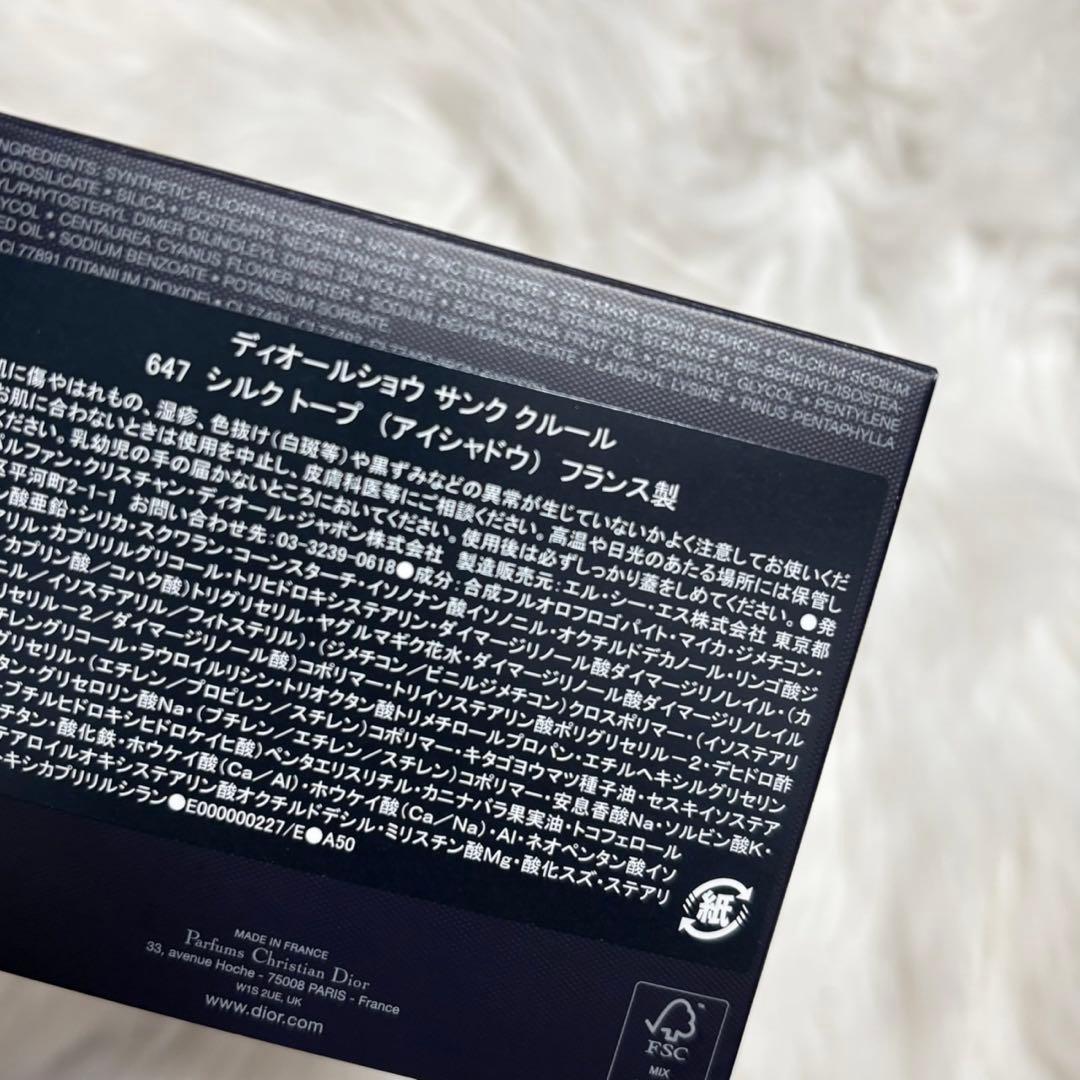 INGREDIENTS: SYNTHETIC FLUORPHLOGOPITE • MICA • ZINC STEARATE • ZEA MAYS (CORN) STARCH • CALCIUM SODIUM
OROSILICATE • SILICA • ISOSTEARYL NEOPENTANOATE • STEARATE • BIS-BEHENYL/ISOSTEA
YL/PHYTOSTERYL DIMER DILINOLEYL DIMER DILINOLEATE • ROSA CANINA FRUIT OIL • CAPRYLYL GLYCOL • PENTYLENE
YCOL • CENTAUREA CYANUS FLOWER WATER • SODIUM LAUROYL LYSINE • PINUS PENTAPHYLLA
ED OIL • SODIUM BENZOATE • POTASSIUM SORBATE
CI 77891 (TITANIUM DIOXIDE) • CI 77491,
ディオールショウ サンク クルール
647 シルク トープ (アイシャドウ) フランス製
肌に傷やはれもの、湿疹、色抜け(白斑等)や黒ずみなどの異常が生じていないかよく注意してお使いくだ
お肌に合わないときは使用を中止し、皮膚科医等にご相談ください。高温や日光のあたる場所には保管し
ください。乳幼児の手の届かないところにおいてください。使用後は必ずしっかり蓋をしめてください。●発
パルファン・クリスチャン・ディオール・ジャポン株式会社 製造販売元:エル・シー・エス株式会社 東京都
区平河町2-1-1 お問い合わせ先:03-3239-0618●成分:合成フルオロフロゴパイト・マイカ・ジメチコン・
ン酸亜鉛・シリカ・スクワラン・コーンスターチ・イソノナン酸イソノニル・オクチルドデカノール・リンゴ酸ジ
アリル・カプリリルグリコール・トリヒドロキシステアリン・ダイマージリノール酸ダイマージリノレイル・(カ
/カプリン酸/コハク酸)トリグリセリル・ヤグルマギク花水・ダイマージリノール酸ダイマージリノレイル
ニル/イソステアリル/フィトステリル)・(ジメチコン/ビニルジメチコン)クロスポリマー・(イソステアリ
リセリル-2/ダイマージリノール酸)コポリマー・トリイソステアリン酸ポリグリセリル-2・デヒドロ酢
チレングリコール・ラウロイルリシン・トリオクタン酸トリメチロールプロパン・エチルヘキシルグリセリン
グリセリル・(エチレン/プロピレン/スチレン)コポリマー・キタゴヨウマツ種子油・セスキイソステア
タン・グリセロリン酸Na・(ブチレン/エチレン/スチレン)コポリマー・安息香酸Na・ソルビン酸K・
ブチルヒドロキシヒドロケイヒ酸)ペンタエリスリチル・カニナバラ果実油・トコフェロール
チタン・酸化鉄・ホウケイ酸(Ca/Al)・ホウケイ酸(Ca/Na)・Al・ネオペンタン酸イソ
テアロイルオキシステアリン酸オクチルドデシル・ミリスチン酸Mg・酸化スズ・ステアリ
キシカプリリルシラン●E000000227/E●A50
紙
MADE IN FRANCE
Parfums Christian Dior
33, avenue Hoche - 75008 PARIS - France
W1S 2UE, UK
www.dior.com
FSC
MIX